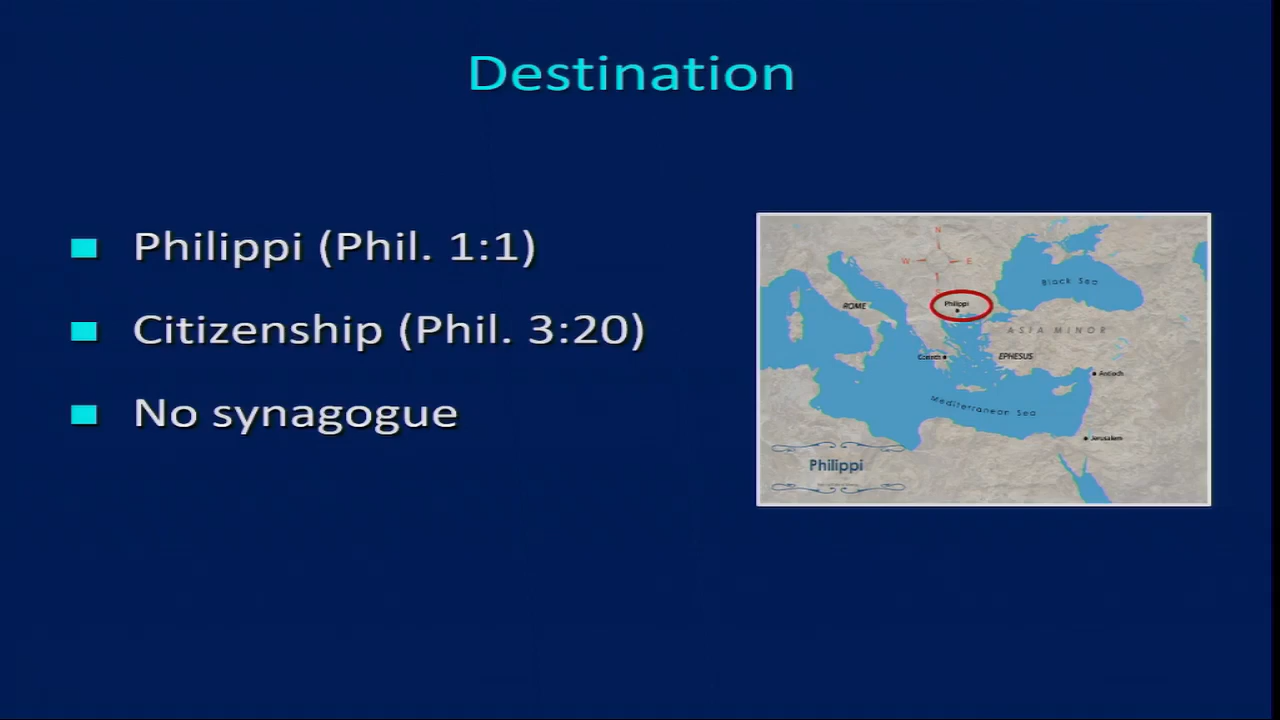 Destination
Philippi (Phil. 1:1)
Citizenship (Phil. 3:20)
No synagogue
N
W
E
Black Sea
Philippi
ROME
ASIA MINOR
Corinth
EPHESUS
Antioch
Mediterranean Sea
Jerusalem
Philippi